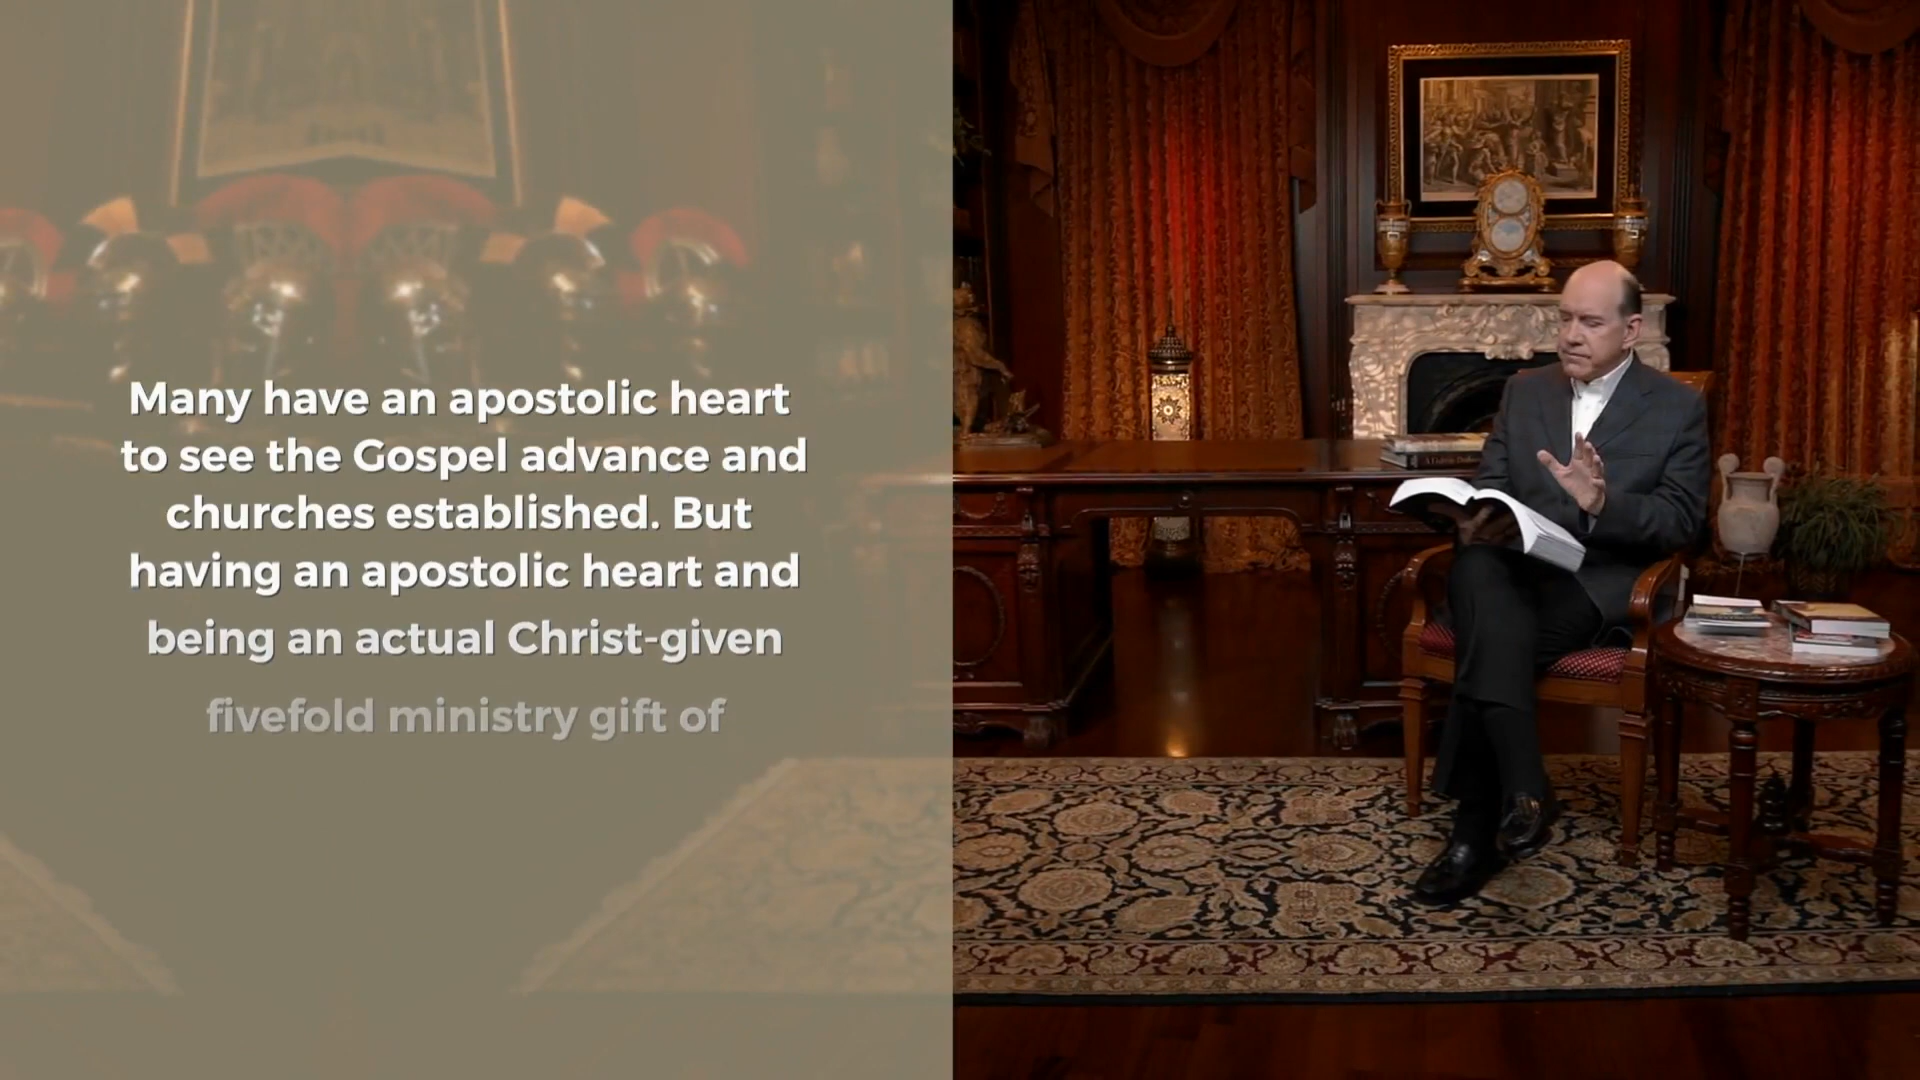 Many have an apostolic heart
to see the Gospel advance and
churches established. But
having an apostolic heart and
being an actual Christ-given
fivefold ministry gift of